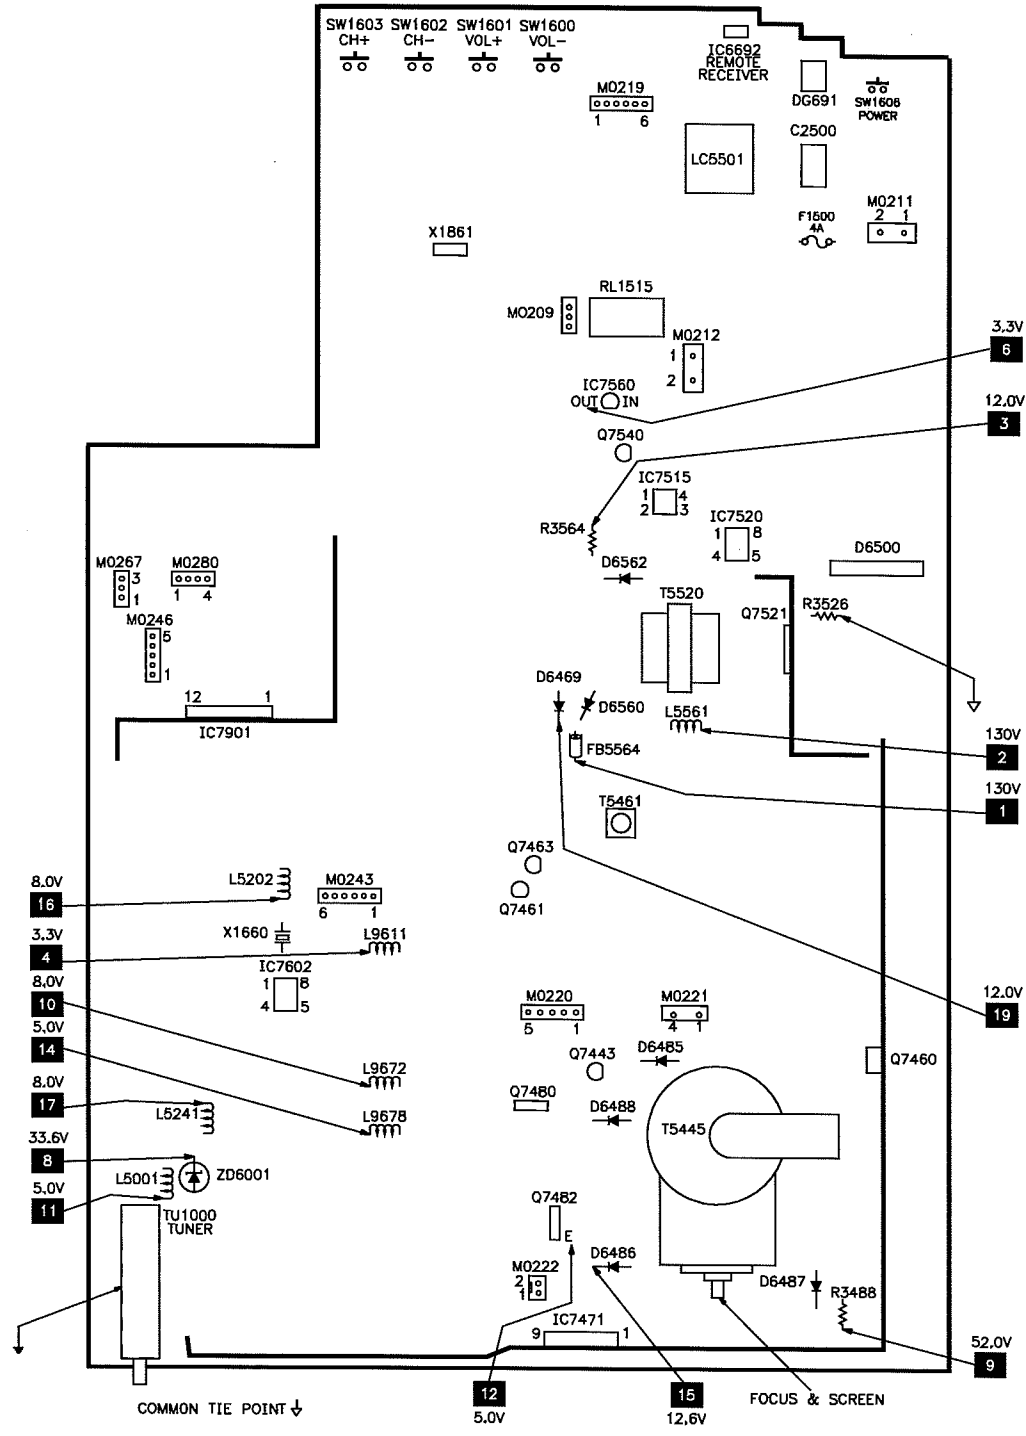 SW1603 SW1602 SW1601 SW1600
CH+ CH- VOL+ VOL-
IC6692
REMOTE
RECEIVER
DG691
SW1606
POWER
M0219
1 6
LC5501
C2500
M0211
2 1
F1500
4A
X1861
RL1515
M0209
M0212
1
2
3.3V
6
IC7560
OUT IN
12.0V
3
Q7540
IC7515
1 4
2 3
IC7520
1 8
4 5
R3564
D6500
M0267
3
1
M0280
1 4
D6562
T5520
Q7521
R3526
M0246
5
1
12 1
IC7901
D6469
D6560
L5561
130V
2
FB5564
130V
1
T5461
Q7463
Q7461
8.0V
16
L5202
M0243
6 1
3.3V
4
X1660
L9611
IC7602
1 8
4 5
8.0V
10
M0220
5 1
M0221
4 1
12.0V
19
5.0V
14
Q7443
D6485
Q7460
8.0V
17
L9672
Q7480
L5241
L9678
D6488
T5445
33.6V
8
ZD6001
L5001
5.0V
11
TU1000
TUNER
Q7482
E
D6486
M0222
2
1
D6487
R3488
IC7471
9 1
52.0V
9
12
5.0V
15
12.6V
FOCUS & SCREEN
COMMON TIE POINT